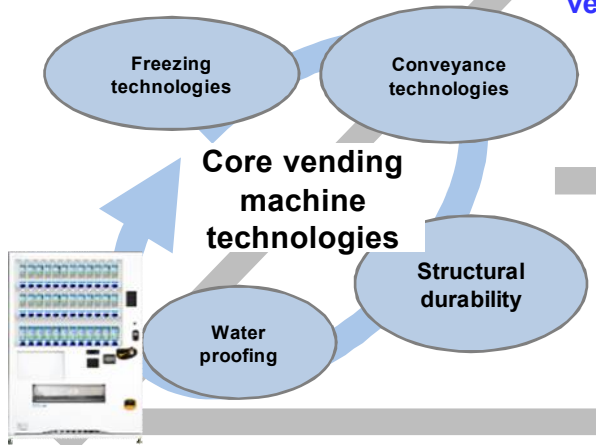 Freezing
technologies
Conveyance
technologies
Core vending
machine
technologies
Structural
durability
Water
proofing